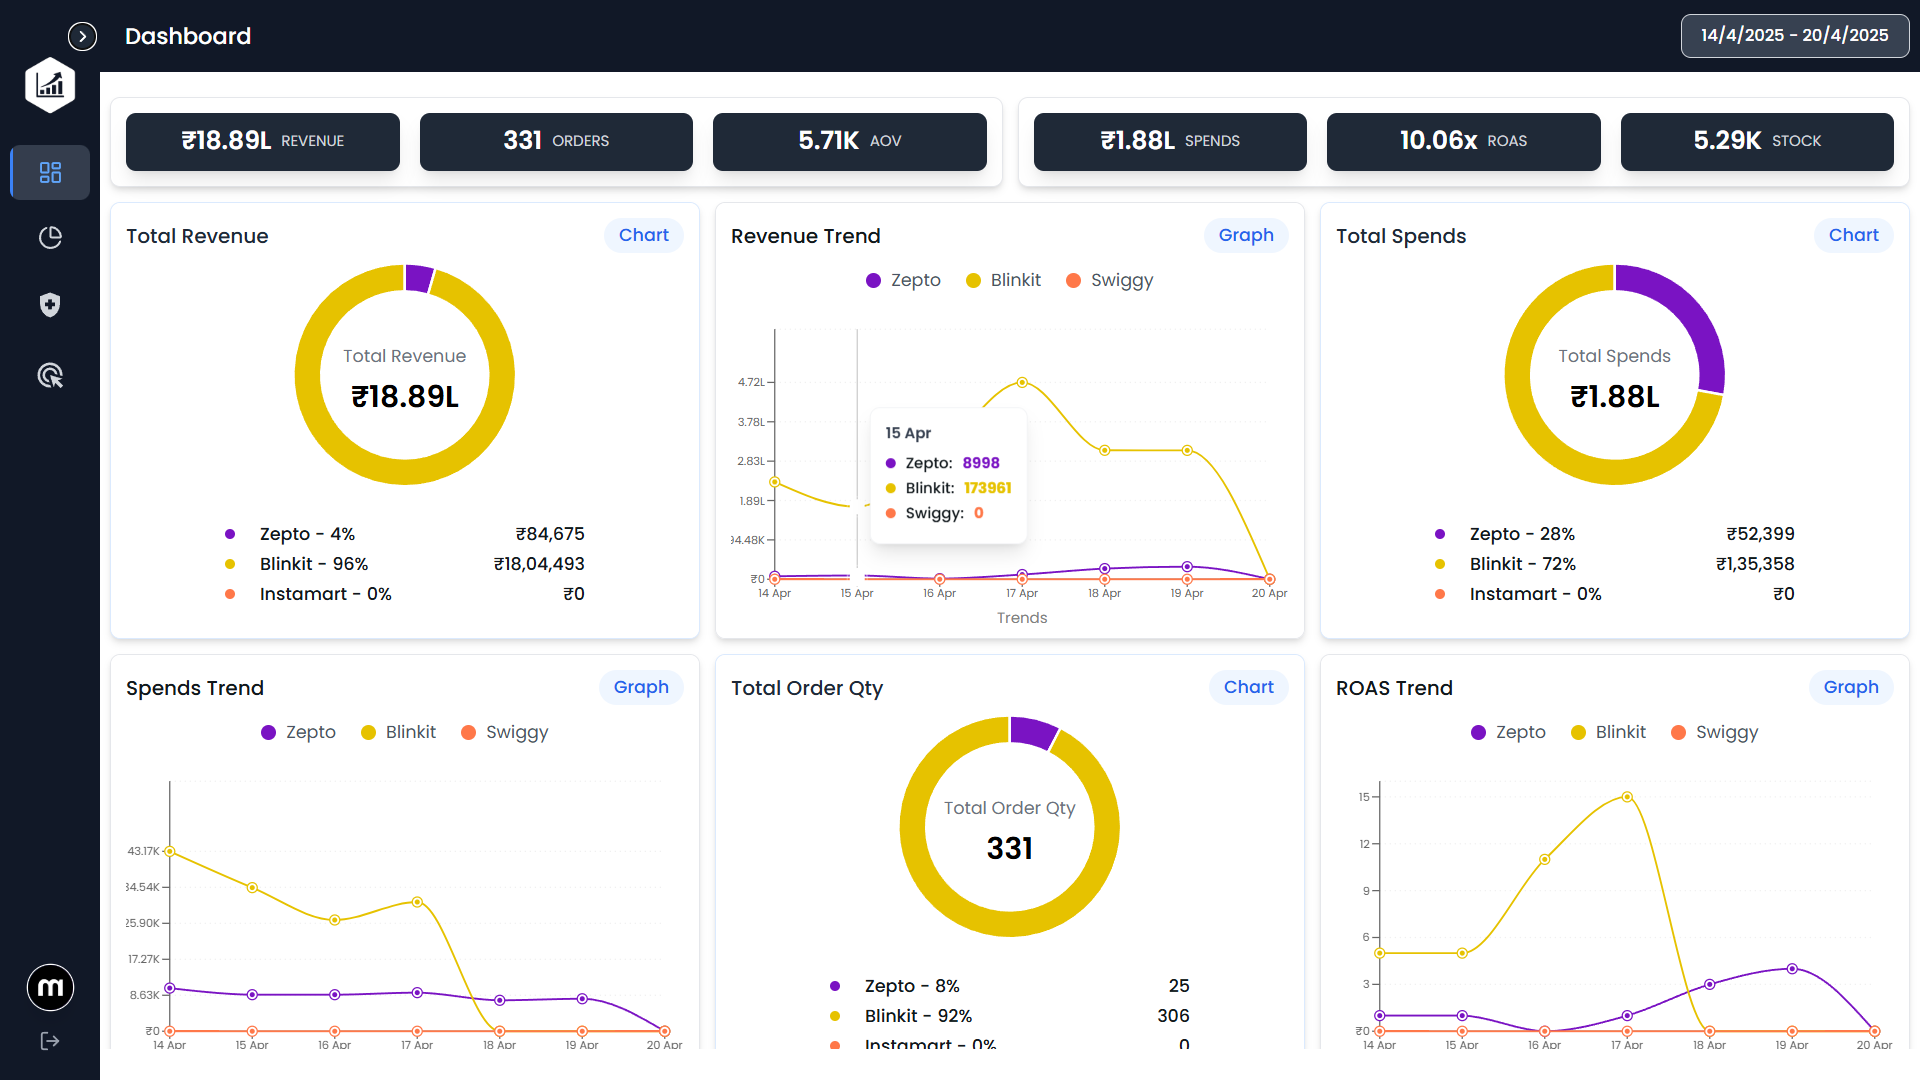 Dashboard
14/4/2025 - 20/4/2025
₹18.89L REVENUE
331 ORDERS
5.71K AOV
₹1.88L SPENDS
10.06x ROAS
5.29K STOCK
Total Revenue
Chart
Total Revenue
₹18.89L
Zepto - 4% ₹84,675
Blinkit - 96% ₹18,04,493
Instamart - 0% ₹0
Revenue Trend
Graph
Zepto Blinkit Swiggy
4.72L
3.78L
2.83L
1.89L
94.48K
₹0
15 Apr
Zepto: 8998
Blinkit: 173961
Swiggy: 0
14 Apr 15 Apr 16 Apr 17 Apr 18 Apr 19 Apr 20 Apr
Trends
Total Spends
Chart
Total Spends
₹1.88L
Zepto - 28% ₹52,399
Blinkit - 72% ₹1,35,358
Instamart - 0% ₹0
Spends Trend
Graph
Zepto Blinkit Swiggy
43.17K
34.54K
25.90K
17.27K
8.63K
₹0
14 Apr 15 Apr 16 Apr 17 Apr 18 Apr 19 Apr 20 Apr
Total Order Qty
Chart
Total Order Qty
331
Zepto - 8% 25
Blinkit - 92% 306
Instamart - 0% 0
ROAS Trend
Graph
Zepto Blinkit Swiggy
15
12
9
6
3
₹0
14 Apr 15 Apr 16 Apr 17 Apr 18 Apr 19 Apr 20 Apr
m